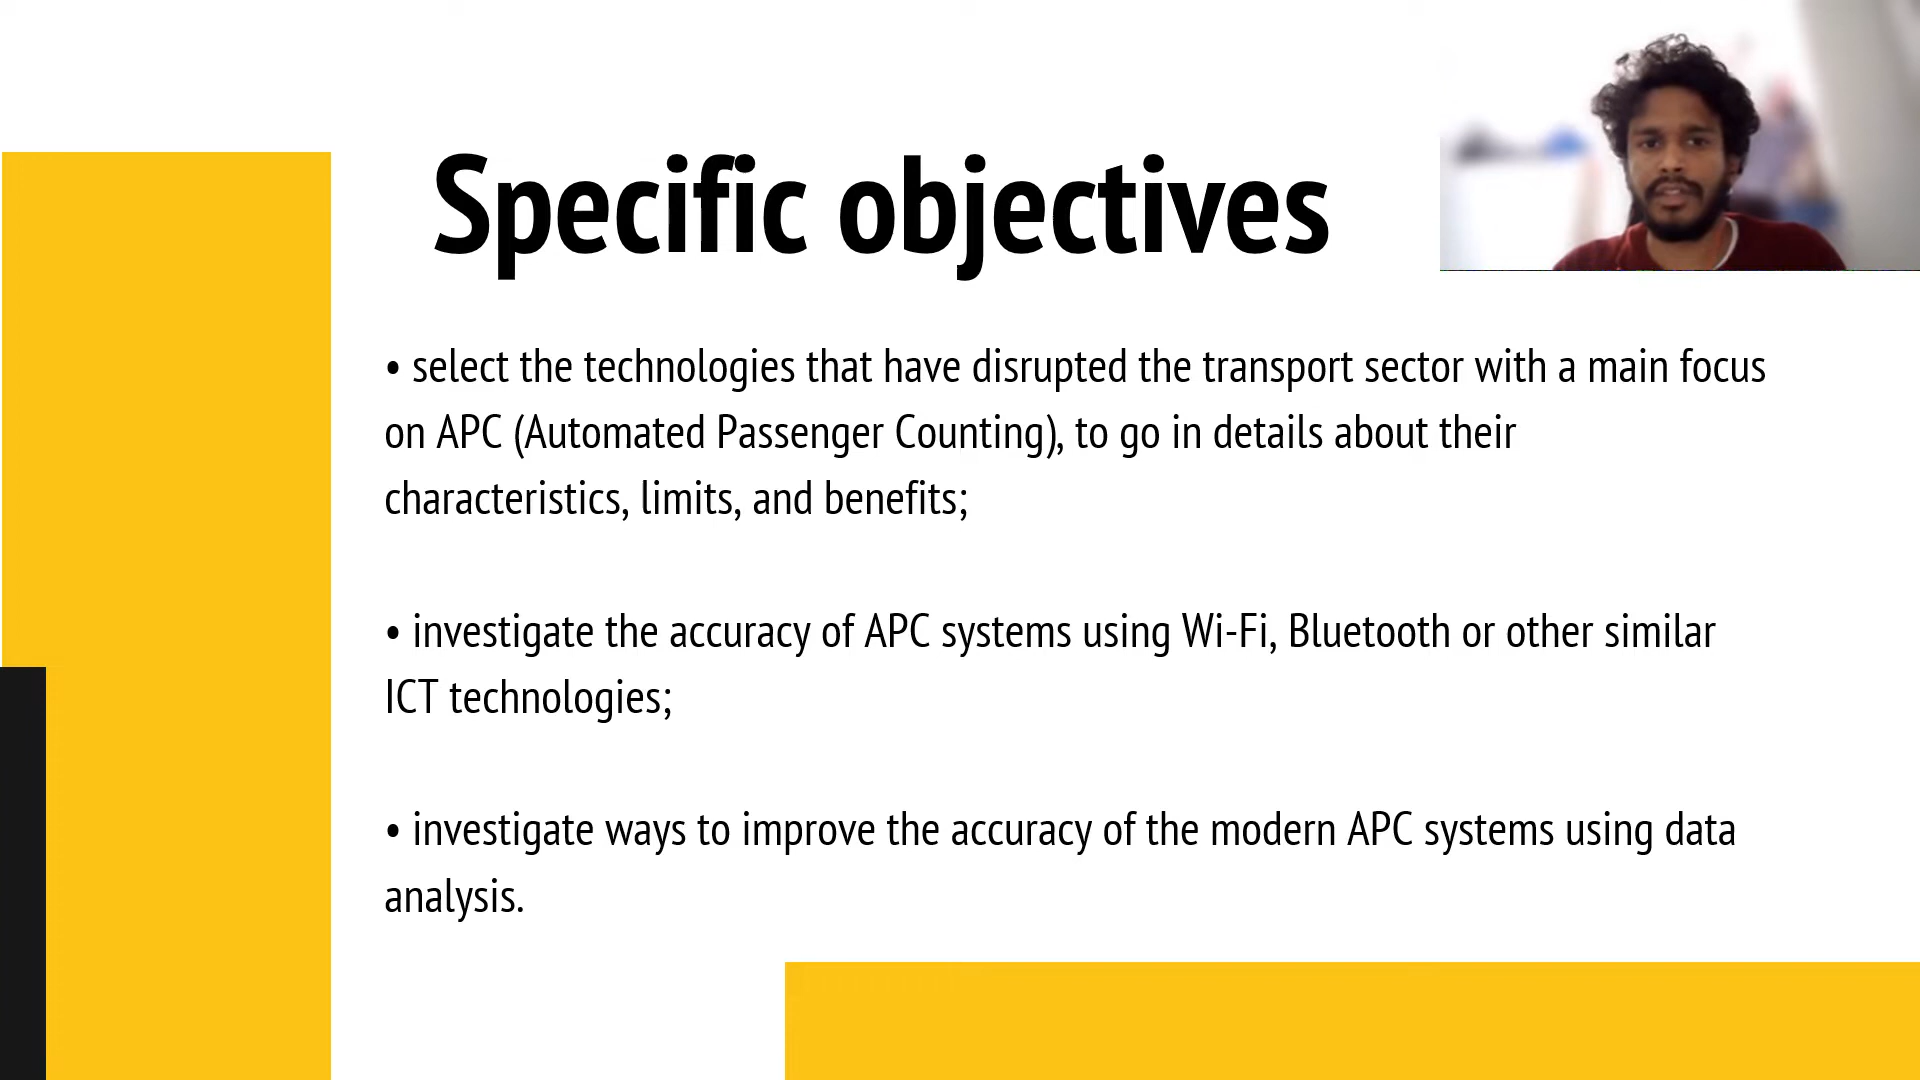 Specific objectives
• select the technologies that have disrupted the transport sector with a main focus
on APC (Automated Passenger Counting), to go in details about their
characteristics, limits, and benefits;
• investigate the accuracy of APC systems using Wi-Fi, Bluetooth or other similar
ICT technologies;
• investigate ways to improve the accuracy of the modern APC systems using data
analysis.